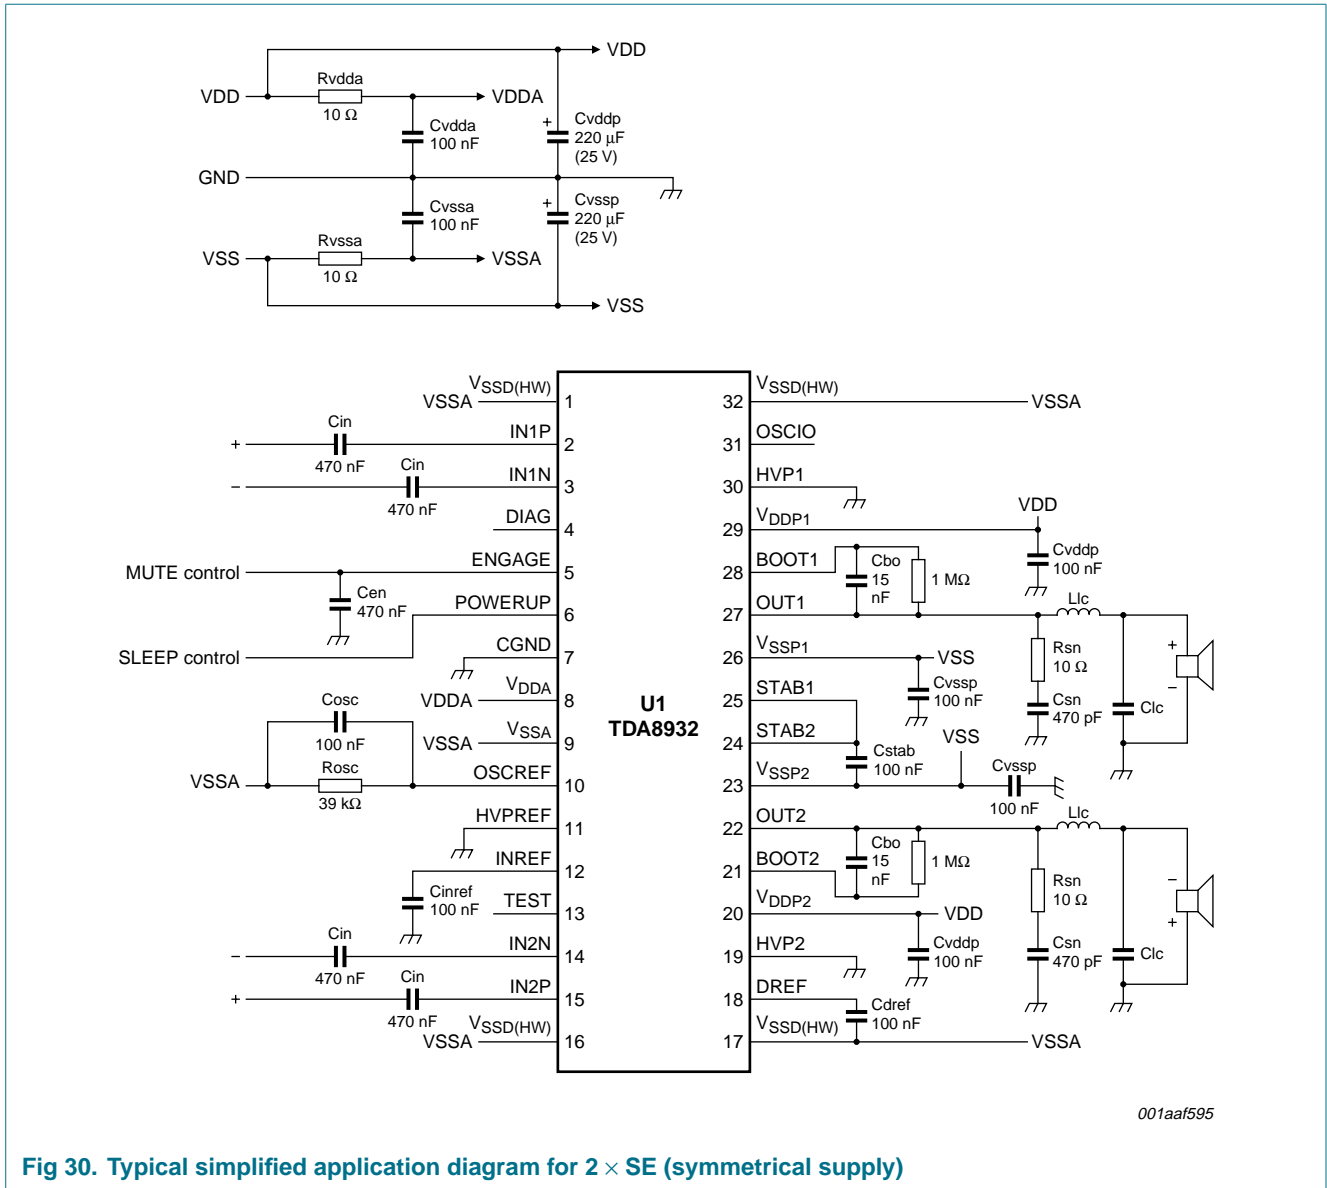 VDD
Rvdda
VDD
VDDA
10 Ω
Cvdda
100 nF
+
Cvddp
220 μF
(25 V)
GND
Cvssa
100 nF
+
Cvssp
220 μF
(25 V)
Rvssa
VSS
VSSA
10 Ω
VSS
VSSA
VSSD(HW)
1
32
VSSD(HW)
VSSA
+
Cin
470 nF
IN1P
2
31
OSCIO
−
Cin
470 nF
IN1N
3
30
HVP1
DIAG
4
29
VDDP1
VDD
Cvddp
100 nF
MUTE control
ENGAGE
5
28
BOOT1
Cbo
15
nF
1 MΩ
Cen
470 nF
POWERUP
6
27
OUT1
Llc
SLEEP control
CGND
7
26
VSSP1
VSS
Cvssp
100 nF
Rsn
10 Ω
+
−
VDDA
VDDA
8
25
STAB1
Csn
470 pF
Clc
U1
TDA8932
Cosc
100 nF
VSSA
VSSA
9
24
STAB2
Cstab
100 nF
VSS
VSSA
Rosc
39 kΩ
OSCREF
10
23
VSSP2
Cvssp
100 nF
HVPREF
11
22
OUT2
Llc
INREF
12
21
BOOT2
Cbo
15
nF
1 MΩ
Cinref
100 nF
Rsn
10 Ω
−
+
TEST
13
20
VDDP2
VDD
Cvddp
100 nF
−
Cin
470 nF
IN2N
14
19
HVP2
Csn
470 pF
Clc
+
Cin
470 nF
IN2P
15
18
DREF
Cdref
100 nF
VSSA
VSSD(HW)
16
17
VSSD(HW)
VSSA
001aaf595
Fig 30. Typical simplified application diagram for 2 × SE (symmetrical supply)